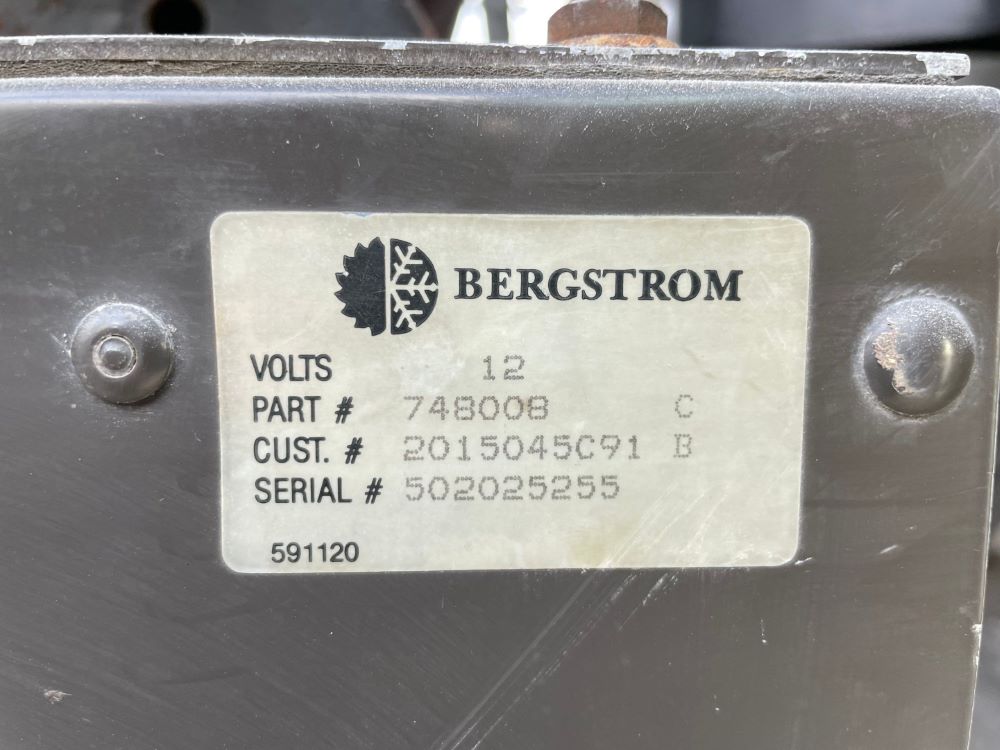 BERGSTROM
VOLTS 12
PART # 748008 C
CUST. # 2015045C91 B
SERIAL # 502025255
591120